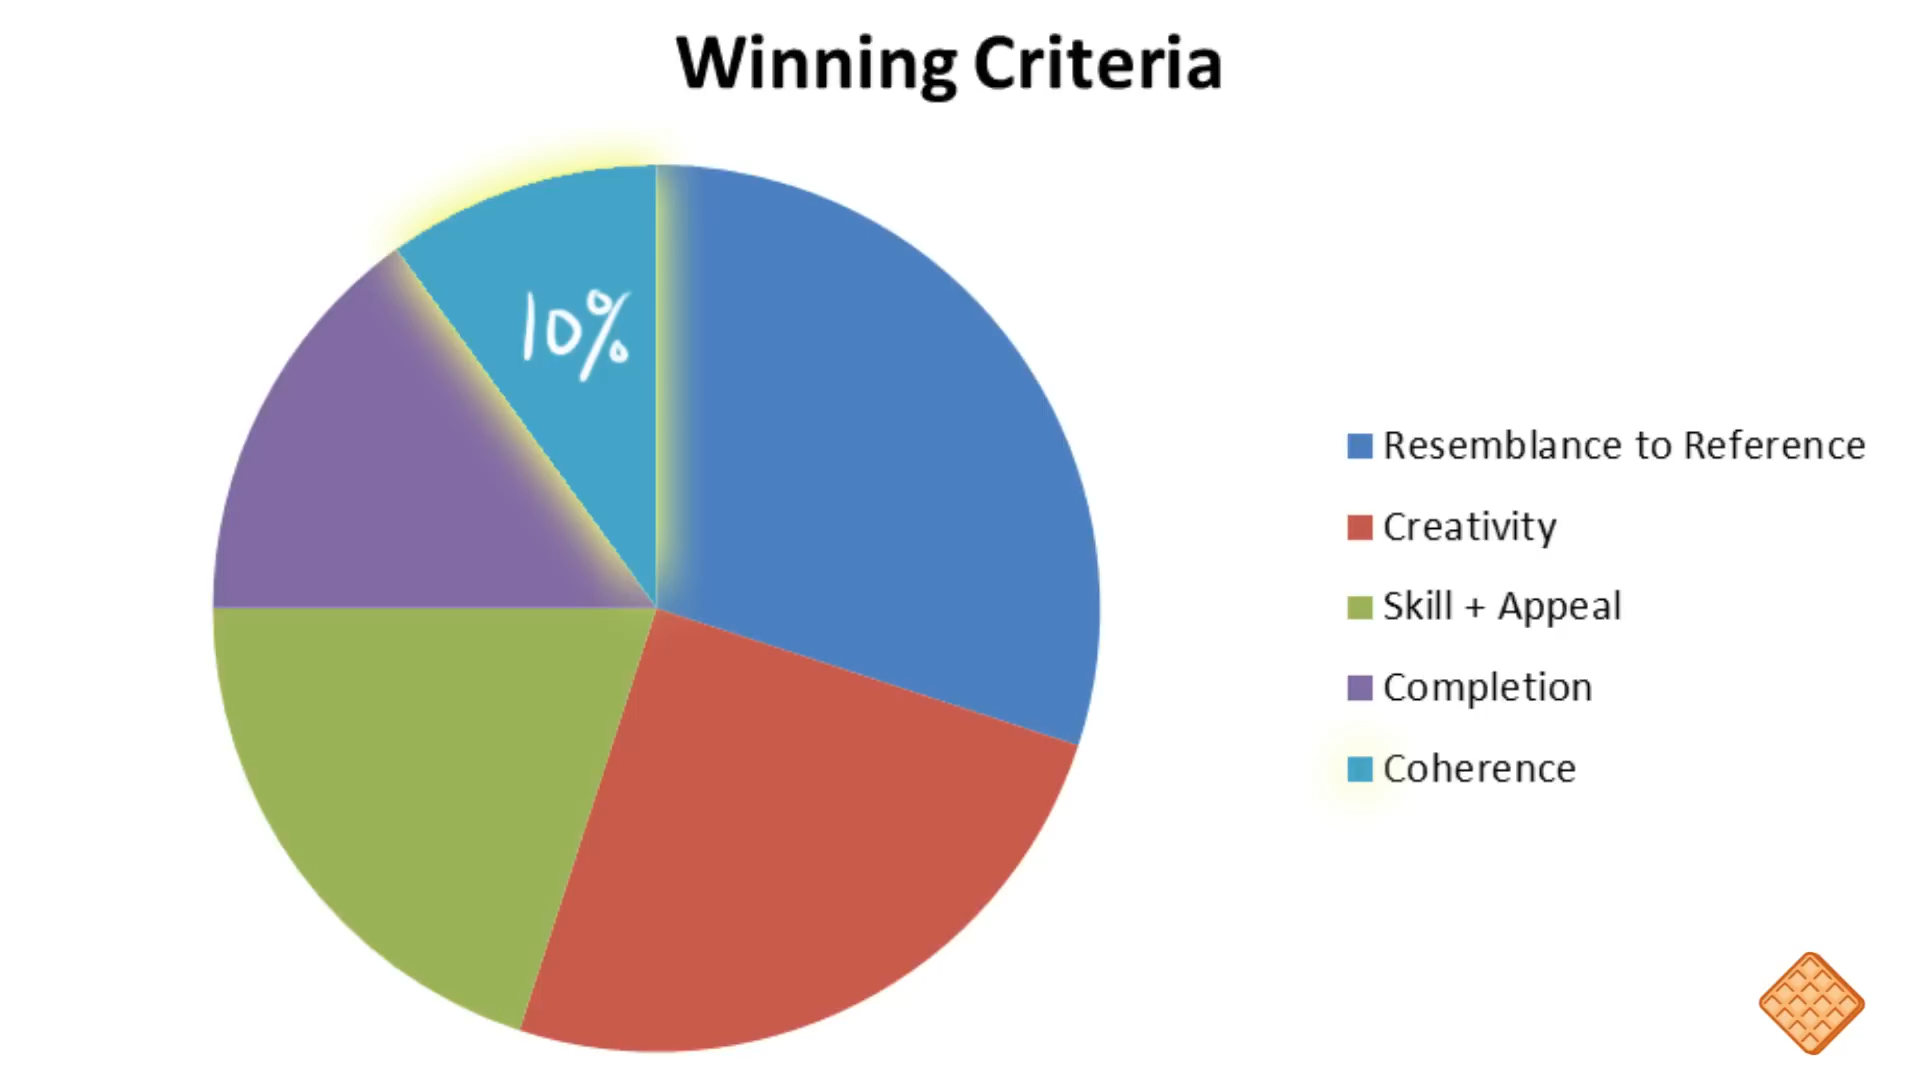 Winning Criteria
10%
Resemblance to Reference
Creativity
Skill + Appeal
Completion
Coherence